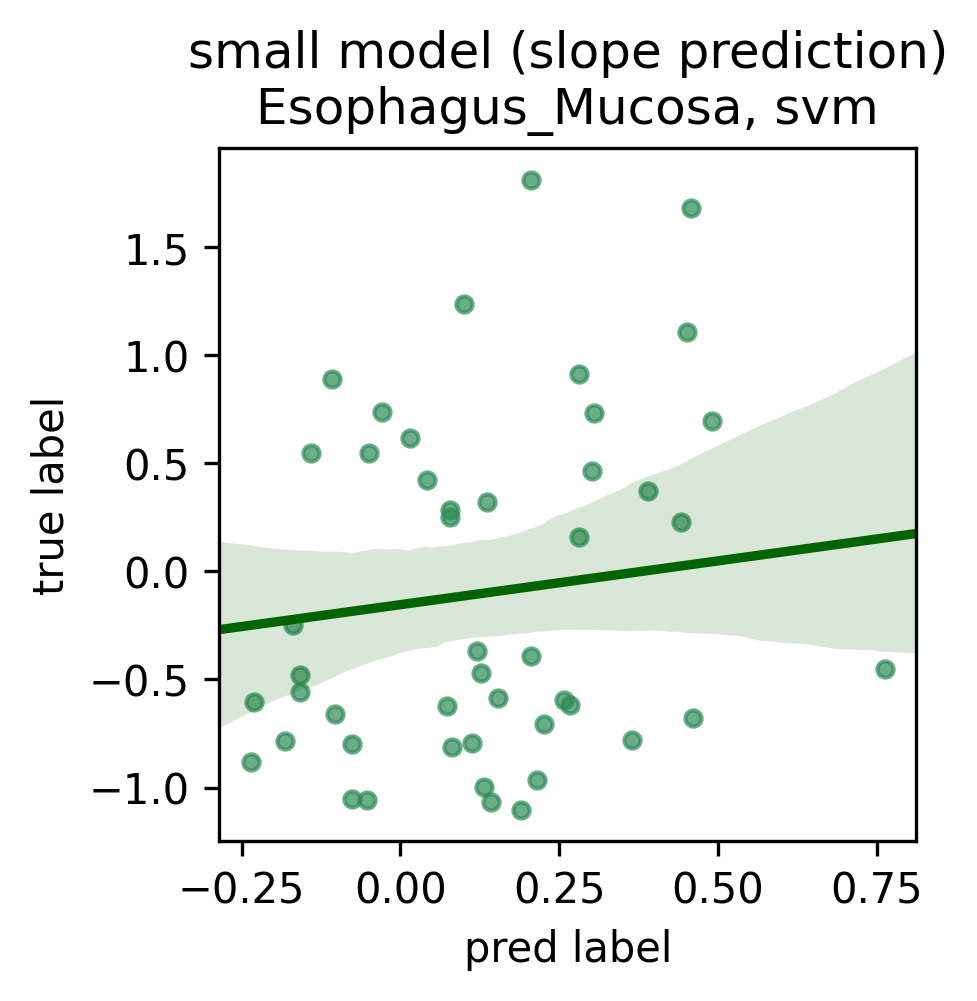 small model (slope prediction)
Esophagus_Mucosa, svm
1.5
1.0
0.5
0.0
−0.5
−1.0
true label
−0.25 0.00 0.25 0.50 0.75
pred label